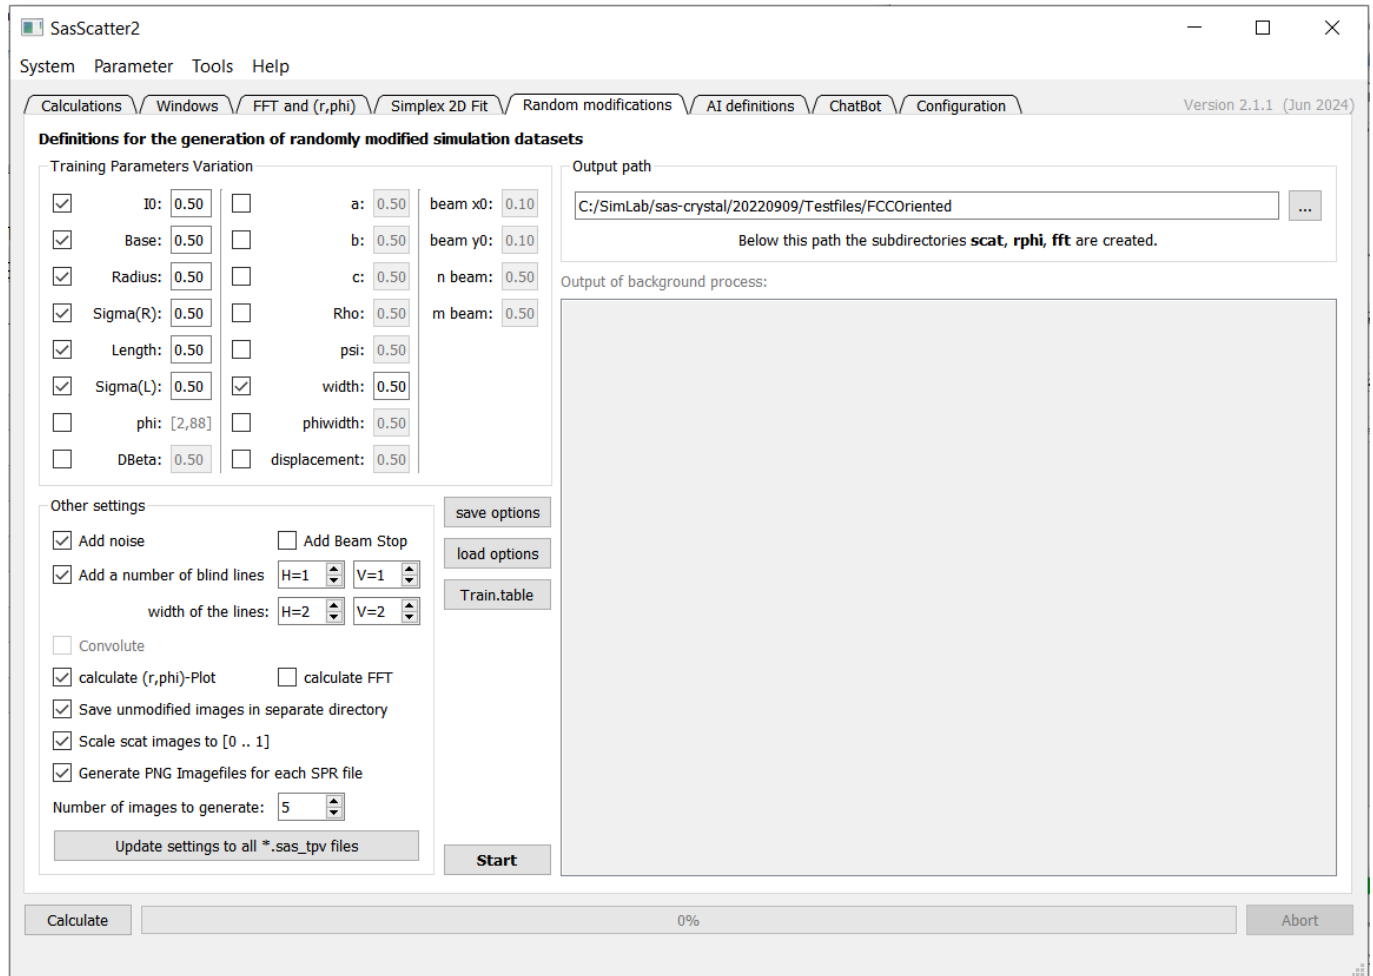 SasScatter2
System Parameter Tools Help
Calculations Windows FFT and (r,phi) Simplex 2D Fit Random modifications AI definitions ChatBot Configuration Version 2.1.1 (Jun 2024)
Definitions for the generation of randomly modified simulation datasets
Training Parameters Variation
I0: 0.50 a: 0.50 beam x0: 0.10
Base: 0.50 b: 0.50 beam y0: 0.10
Radius: 0.50 c: 0.50 n beam: 0.50
Sigma(R): 0.50 Rho: 0.50 m beam: 0.50
Length: 0.50 psi: 0.50
Sigma(L): 0.50 width: 0.50
phi: [2,88] phiwidth: 0.50
DBeta: 0.50 displacement: 0.50
Output path
C:/SimLab/sas-crystal/20220909/Testfiles/FCCOriented ...
Below this path the subdirectories scat, rphi, fft are created.
Output of background process:
Other settings
Add noise Add Beam Stop
Add a number of blind lines H=1 V=1
width of the lines: H=2 V=2
Convolute
calculate (r,phi)-Plot calculate FFT
Save unmodified images in separate directory
Scale scat images to [0 .. 1]
Generate PNG Imagefiles for each SPR file
Number of images to generate: 5
Update settings to all *.sas_tpv files
save options
load options
Train.table
Start
Calculate 0% Abort